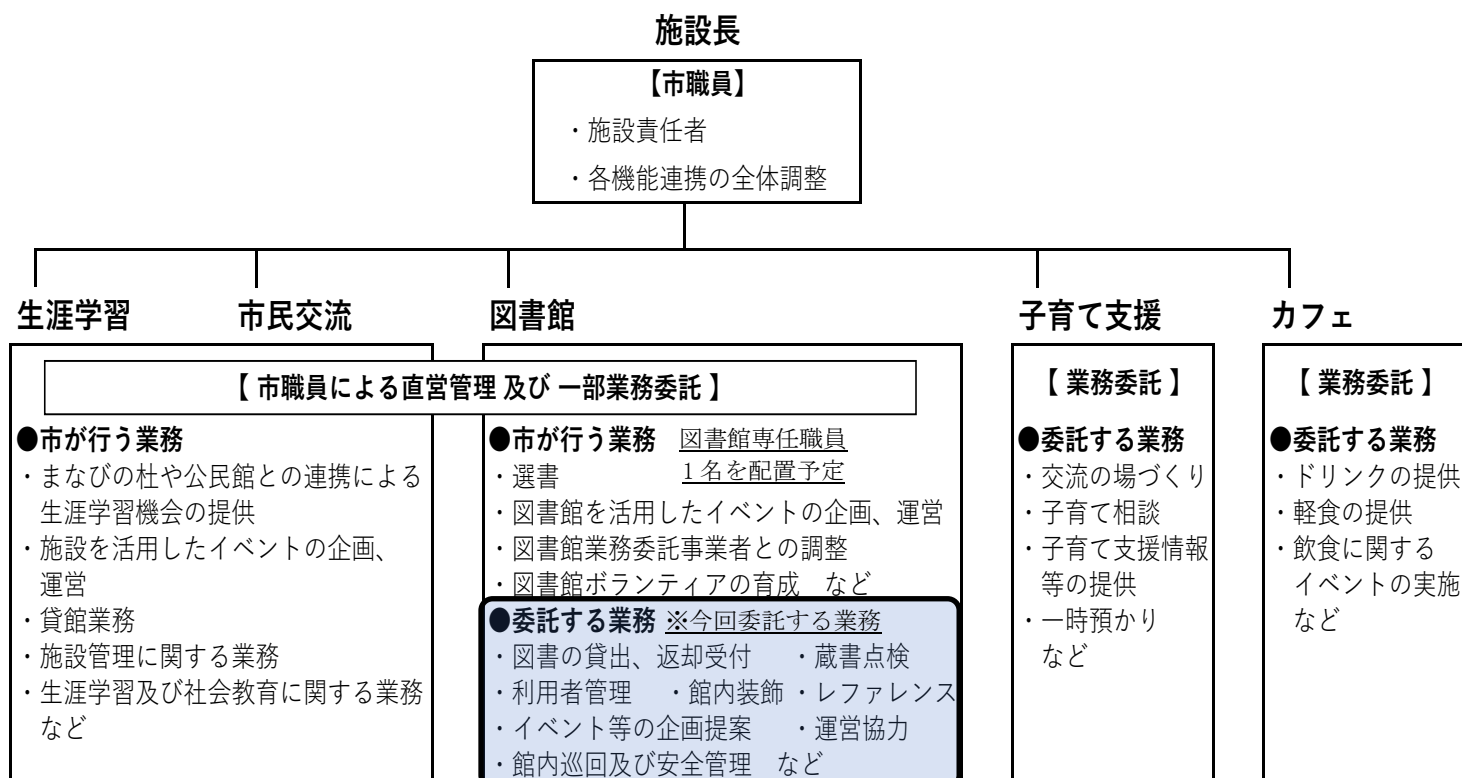 施設長
【市職員】
・施設責任者
・各機能連携の全体調整
生涯学習
市民交流
図書館
子育て支援
カフェ
【 市職員による直営管理 及び 一部業務委託 】
●市が行う業務
・まなびの杜や公民館との連携による
生涯学習機会の提供
・施設を活用したイベントの企画、
運営
・貸館業務
・施設管理に関する業務
・生涯学習及び社会教育に関する業務
など
●市が行う業務 図書館専任職員
１名を配置予定
・選書
・図書館を活用したイベントの企画、運営
・図書館業務委託事業者との調整
・図書館ボランティアの育成 など
●委託する業務 ※今回委託する業務
・図書の貸出、返却受付 ・蔵書点検
・利用者管理 ・館内装飾 ・レファレンス
・イベント等の企画提案 ・運営協力
・館内巡回及び安全管理 など
【 業務委託 】
●委託する業務
・交流の場づくり
・子育て相談
・子育て支援情報
等の提供
・一時預かり
など
【 業務委託 】
●委託する業務
・ドリンクの提供
・軽食の提供
・飲食に関する
イベントの実施
など